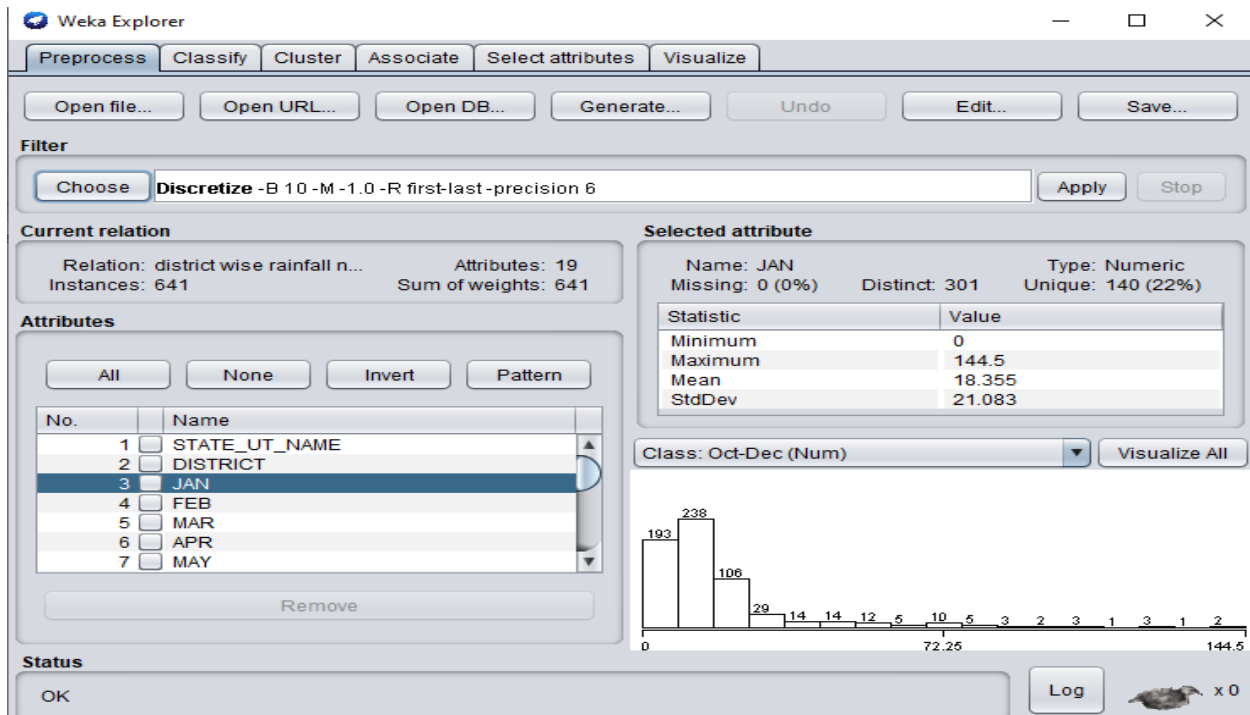 Weka Explorer
Preprocess Classify Cluster Associate Select attributes Visualize
Open file... Open URL... Open DB... Generate... Undo Edit... Save...
Filter
Choose Discretize -B 10 -M -1.0 -R first-last -precision 6 Apply Stop
Current relation
Relation: district wise rainfall n... Attributes: 19
Instances: 641 Sum of weights: 641
Attributes
All None Invert Pattern
No. Name
1 STATE_UT_NAME
2 DISTRICT
3 JAN
4 FEB
5 MAR
6 APR
7 MAY
Remove
Selected attribute
Name: JAN Type: Numeric
Missing: 0 (0%) Distinct: 301 Unique: 140 (22%)
Statistic Value
Minimum 0
Maximum 144.5
Mean 18.355
StdDev 21.083
Class: Oct-Dec (Num) Visualize All
193 238 106 29 14 14 12 5 10 5 3 2 3 1 3 1 2
0 72.25 144.5
Status
OK Log x 0